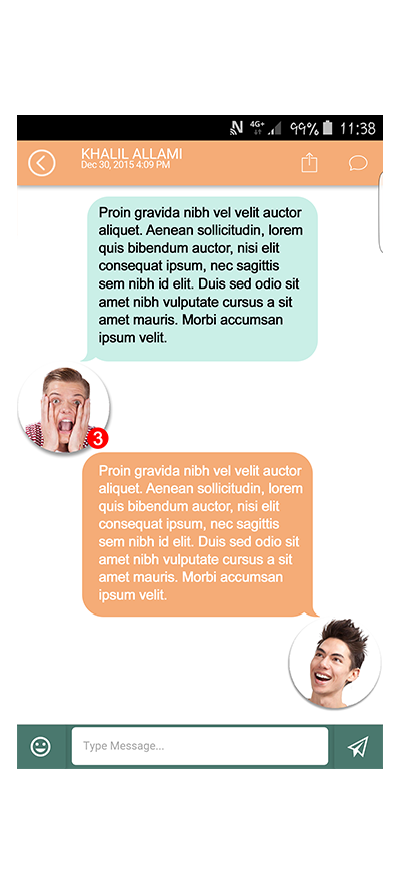 4G+ 99% 11:38
KHALIL ALLAMI
Dec 30, 2015 4:09 PM
Proin gravida nibh vel velit auctor
aliquet. Aenean sollicitudin, lorem
quis bibendum auctor, nisi elit
consequat ipsum, nec sagittis
sem nibh id elit. Duis sed odio sit
amet nibh vulputate cursus a sit
amet mauris. Morbi accumsan
ipsum velit.
3
Proin gravida nibh vel velit auctor
aliquet. Aenean sollicitudin, lorem
quis bibendum auctor, nisi elit
consequat ipsum, nec sagittis
sem nibh id elit. Duis sed odio sit
amet nibh vulputate cursus a sit
amet mauris. Morbi accumsan
ipsum velit.
Type Message...